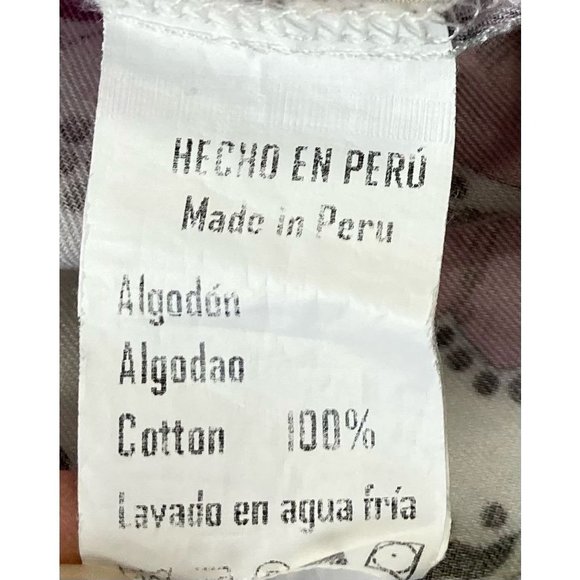 HECHO EN PERÚ
Made in Peru
Algodón
Algodao
Cotton 100%
Lavado en agua fría